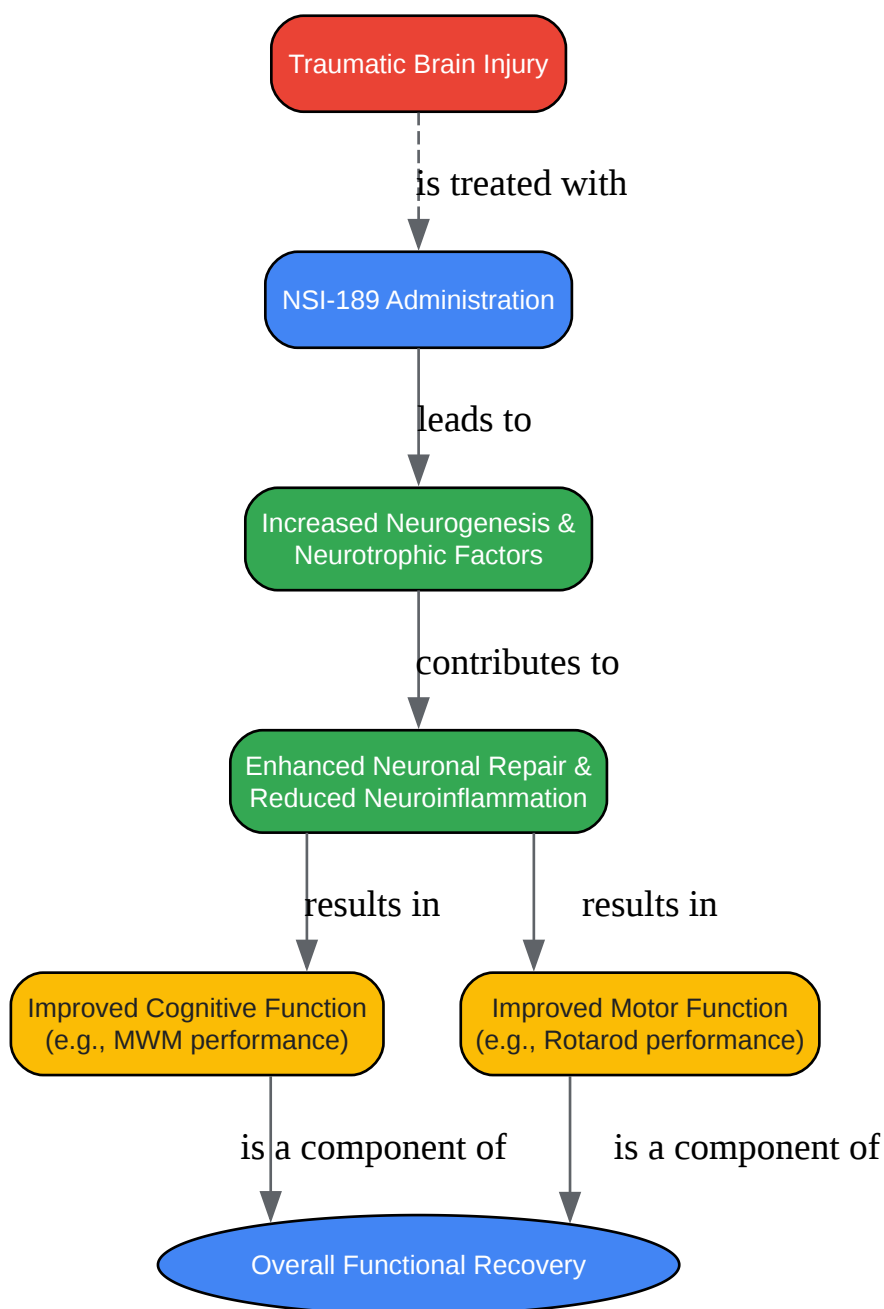 Traumatic Brain Injury
is treated with
NSI-189 Administration
leads to
Increased Neurogenesis &
Neurotrophic Factors
contributes to
Enhanced Neuronal Repair &
Reduced Neuroinflammation
results in
results in
Improved Cognitive Function
(e.g., MWM performance)
Improved Motor Function
(e.g., Rotarod performance)
is a component of
is a component of
Overall Functional Recovery